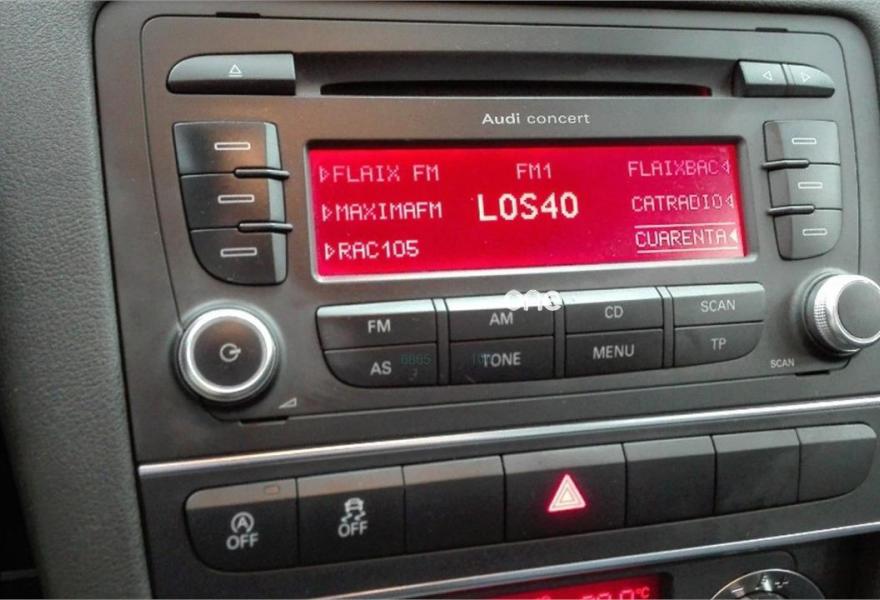 Audi concert
FLAIX FM FM1 FLAIXBAC
MAXIMAFM LOS40 CATRADIO
RAC105 CUARENTA
one
FM AM CD SCAN
AS TONE MENU TP
SCAN
A
OFF OFF